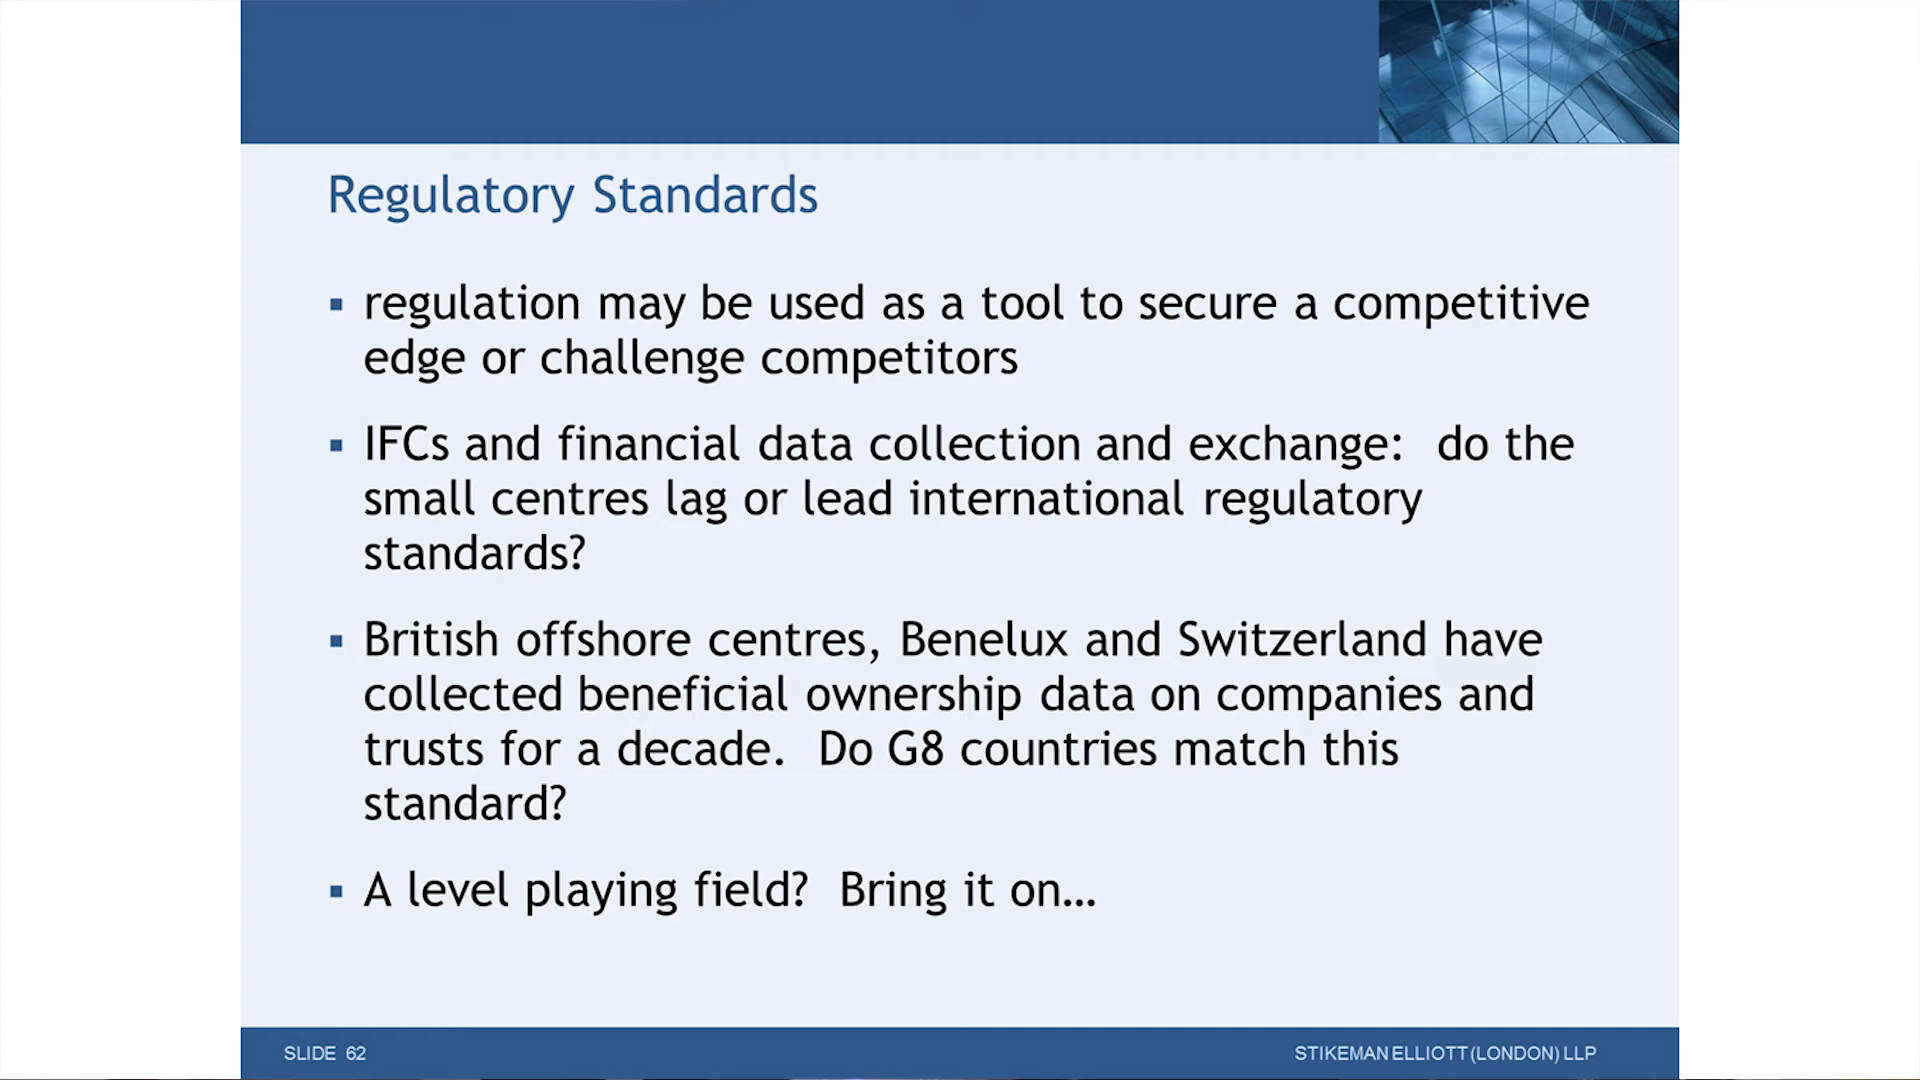 Regulatory Standards
▪ regulation may be used as a tool to secure a competitive
edge or challenge competitors
▪ IFCs and financial data collection and exchange:  do the
small centres lag or lead international regulatory
standards?
▪ British offshore centres, Benelux and Switzerland have
collected beneficial ownership data on companies and
trusts for a decade.  Do G8 countries match this
standard?
▪ A level playing field?  Bring it on...
SLIDE 62
STIKEMAN ELLIOTT (LONDON) LLP